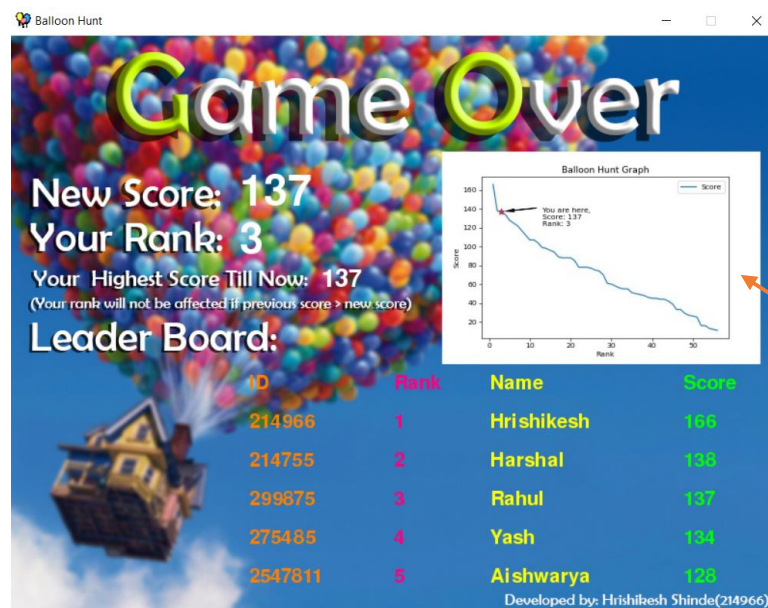 Balloon Hunt
Game Over
New Score: 137
Your Rank: 3
Your Highest Score Till Now: 137
(Your rank will not be affected if previous score > new score)
Leader Board:
Balloon Hunt Graph
Score
You are here,
Score: 137
Rank: 3
160
140
120
100
80
60
40
20
Score
0 10 20 30 40 50
Rank
ID Rank Name Score
214966 1 Hrishikesh 166
214755 2 Harshal 138
299875 3 Rahul 137
275485 4 Yash 134
2547811 5 Aishwarya 128
Developed by: Hrishikesh Shinde(214966)